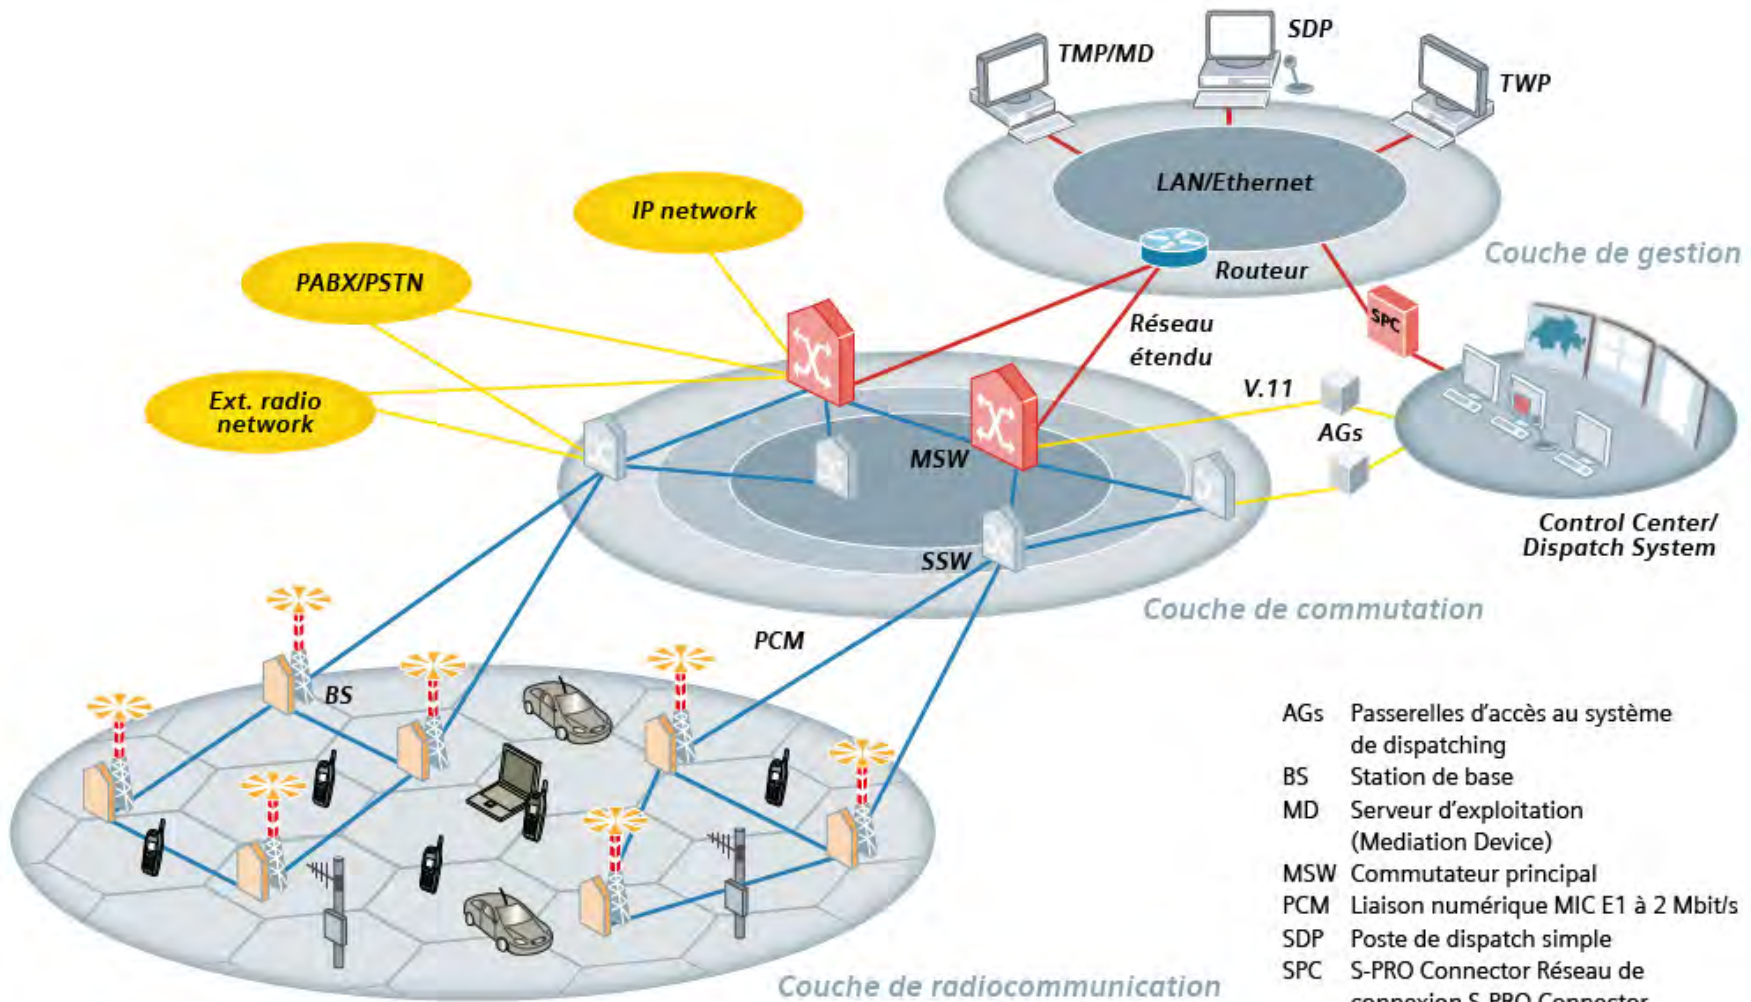 SDP
TMP/MD
TWP
LAN/Ethernet
IP network
Couche de gestion
PABX/PSTN
Routeur
SPC
Réseau
étendu
V.11
Ext. radio
network
AGs
MSW
Control Center/
Dispatch System
SSW
Couche de commutation
PCM
BS
AGs Passerelles d'accès au système
de dispatching
BS Station de base
MD Serveur d'exploitation
(Mediation Device)
MSW Commutateur principal
PCM Liaison numérique MIC E1 à 2 Mbit/s
SDP Poste de dispatch simple
SPC S-PRO Connector Réseau de
connexion S-PRO Connector
Couche de radiocommunication